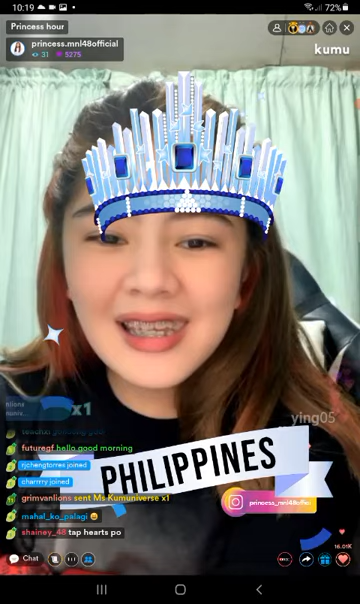 10:19
72%
Princess hour
princess.mnl48official
31 5275
kumu
x1
ying05
futuregf hello good morning
rjchengtorres joined
charrrry joined
grimvanlions sent Ms Kumuniverse x1
mahal_ko_palagi
shainey_48 tap hearts po
PHILIPPINES
princess_mnl48offici
16.01K
Chat